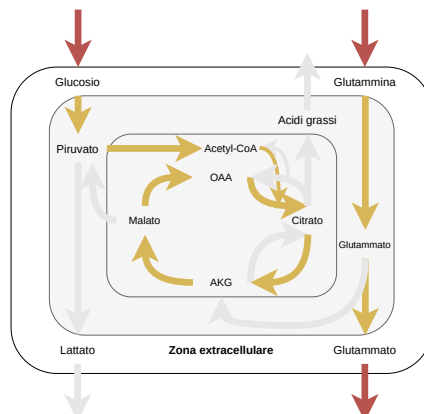 Glucosio
Glutammina
Acidi grassi
Piruvato
Acetyl-CoA
OAA
Malato
Citrato
Glutammato
AKG
Lattato
Zona extracellulare
Glutammato